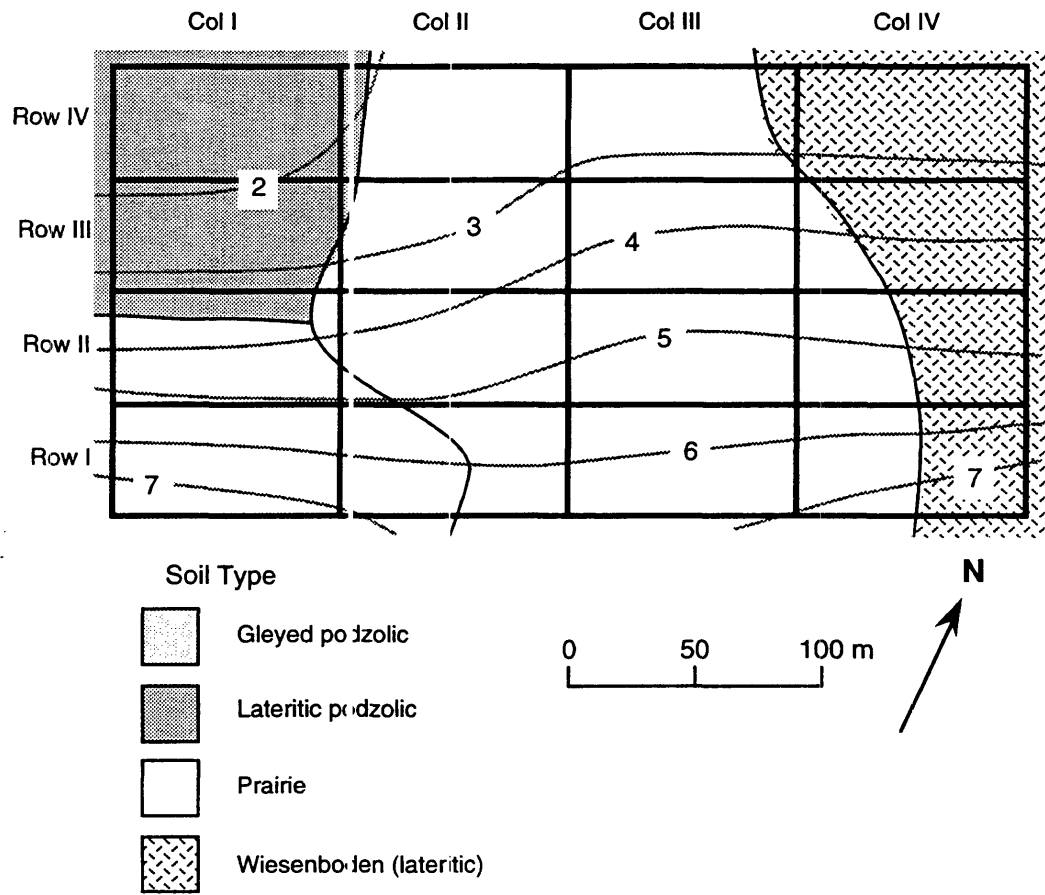 Col I Col II Col III Col IV
Row IV
2
Row III
3
4
Row II
5
Row I
6
7
7
Soil Type
N
Gleyed podzolic
0 50 100 m
Lateritic podzolic
Prairie
Wiesenboden (lateritic)